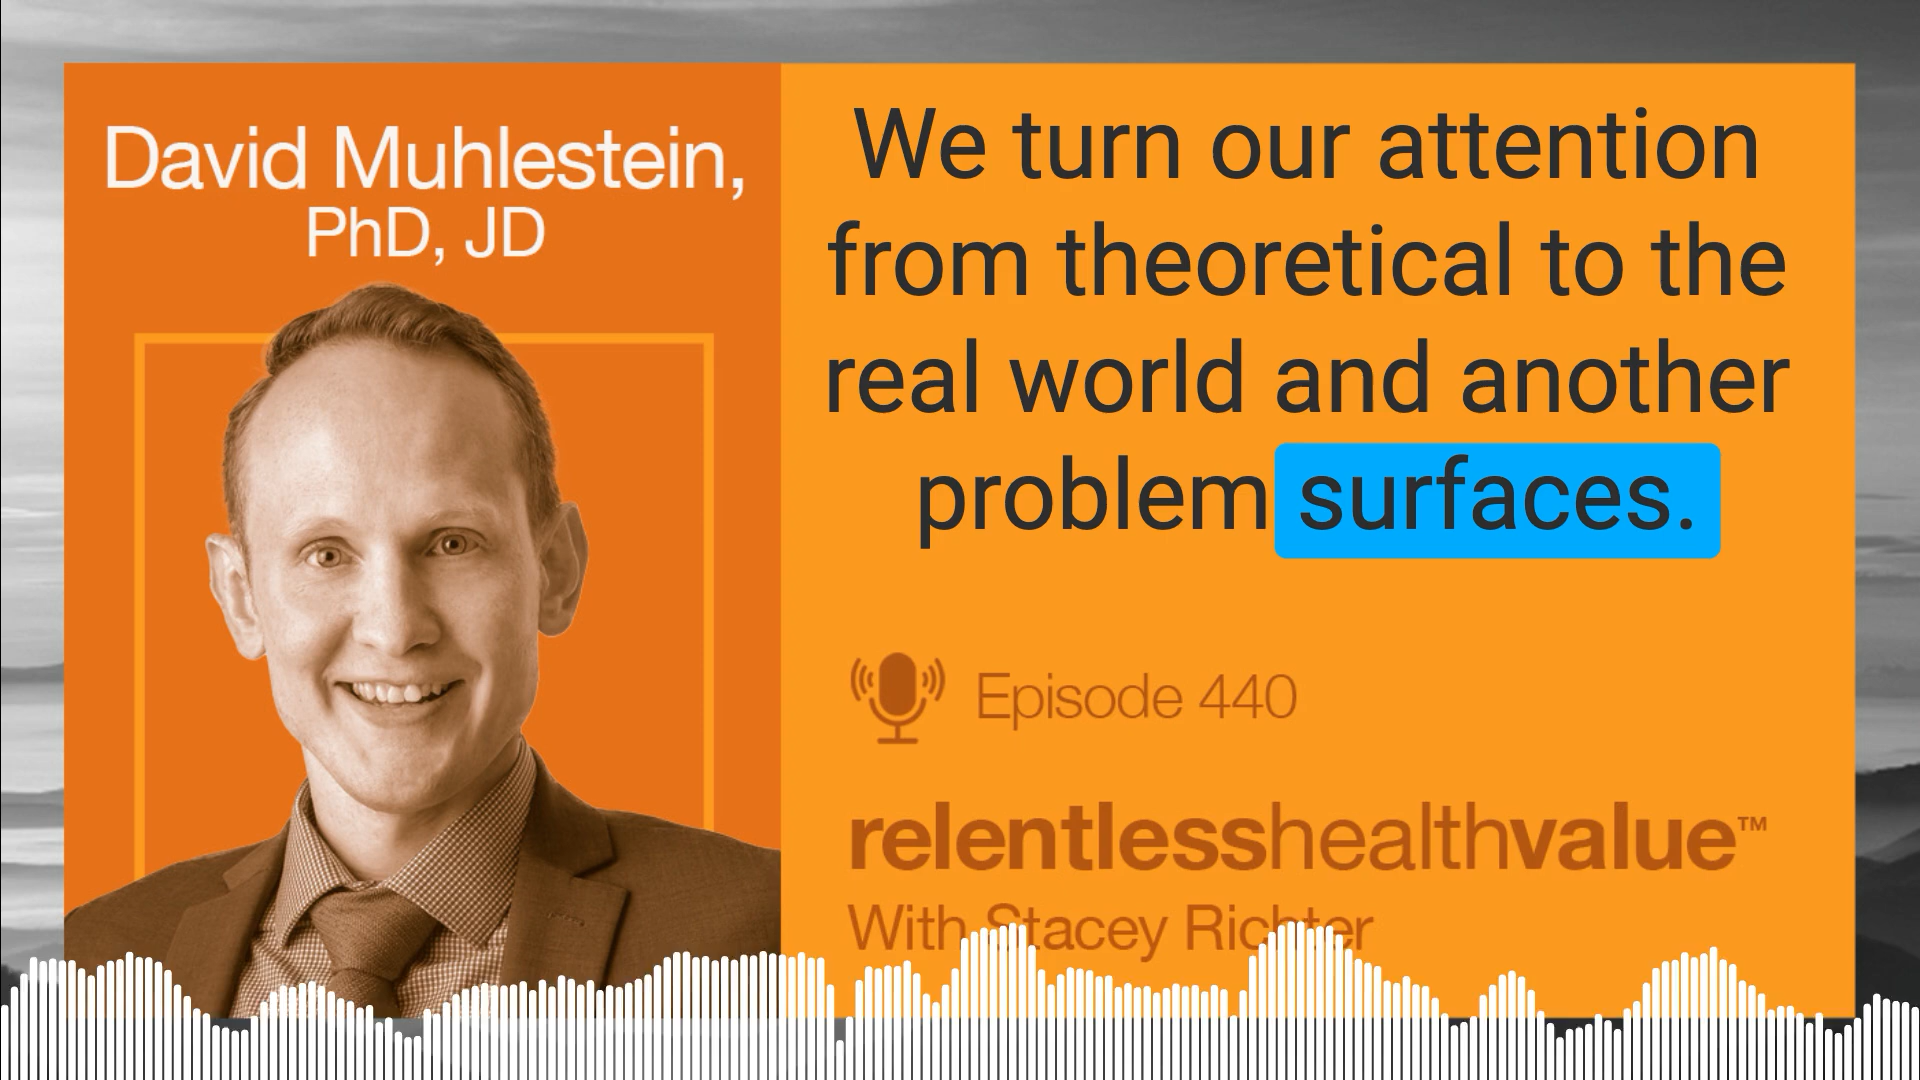 David Muhlestein,
PhD, JD
We turn our attention
from theoretical to the
real world and another
problem surfaces.
Episode 440
relentlesshealthvalue™
With Stacey Richter